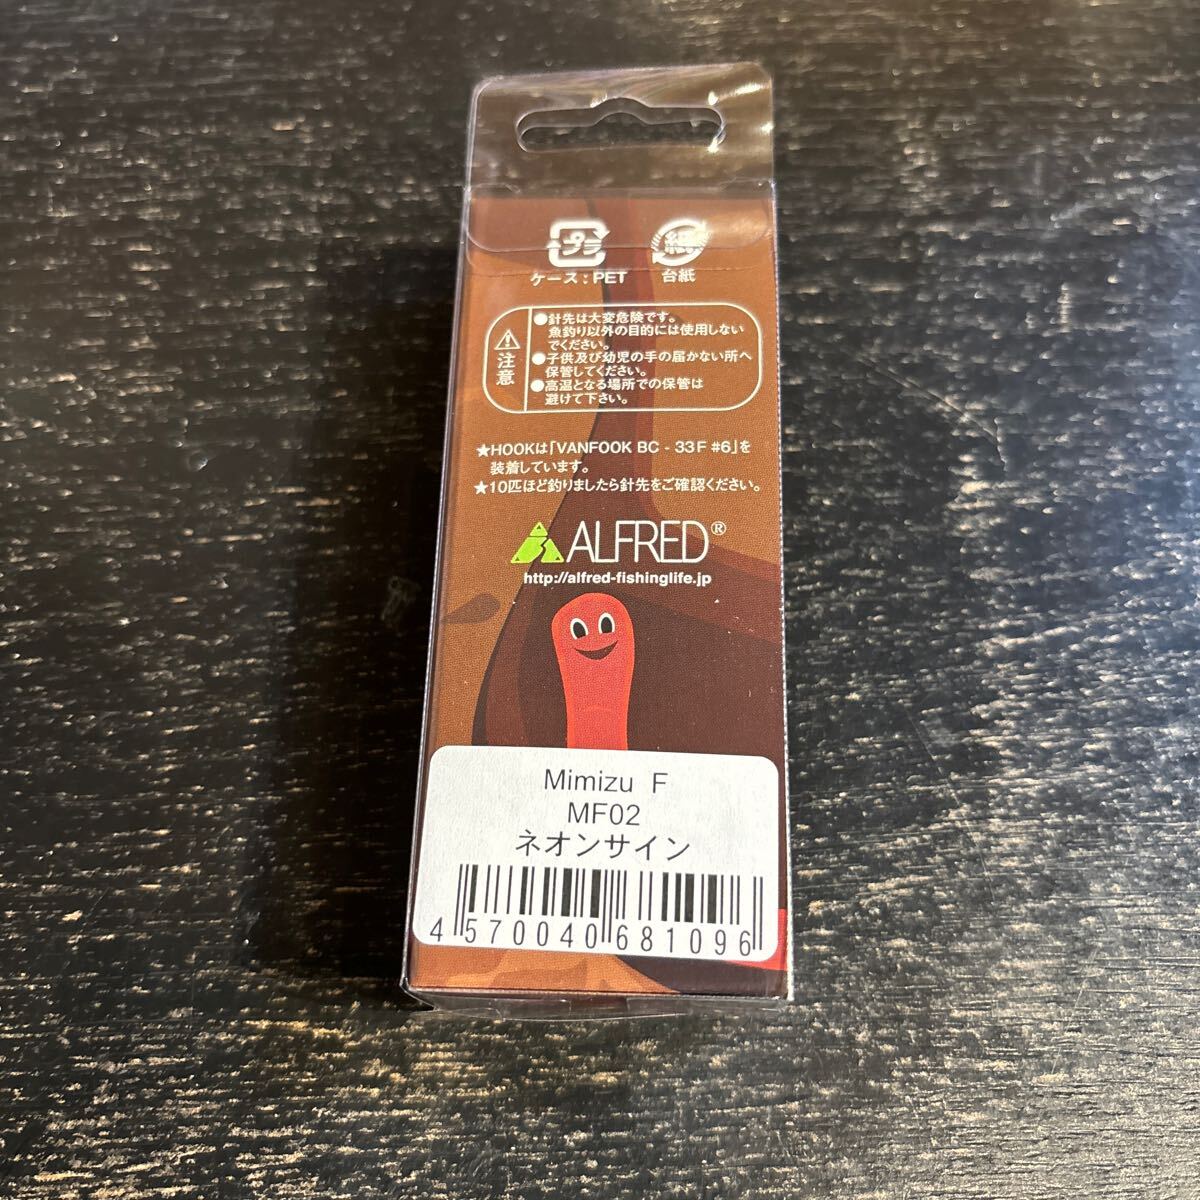 プラ 紙
ケース：PET 台紙
注意
●針先は大変危険です。
魚釣り以外の目的には使用しない
でください。
●子供及び幼児の手の届かない所へ
保管してください。
●高温となる場所での保管は
避けて下さい。
★HOOKは「VANFOOK BC - 33F #6」を
装着しています。
★10匹ほど釣りましたら針先をご確認ください。
ALFRED®
http://alfred-fishinglife.jp
Mimizu F
MF02
ネオンサイン
4 570040 681096